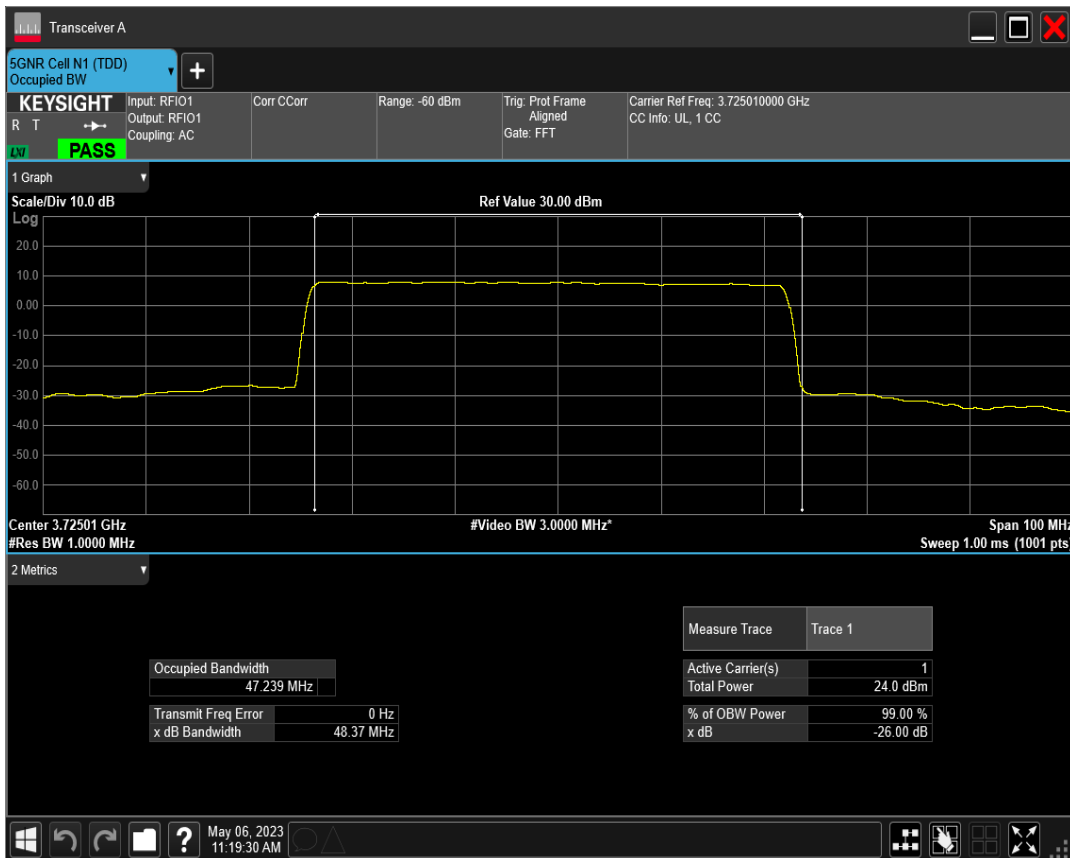 Transceiver A
5GNR Cell N1 (TDD)
Occupied BW
KEYSIGHT
R T
LXI
PASS
Input: RFIO1
Output: RFIO1
Coupling: AC
Corr CCorr
Range: -60 dBm
Trig: Prot Frame
Aligned
Gate: FFT
Carrier Ref Freq: 3.725010000 GHz
CC Info: UL, 1 CC
1 Graph
Scale/Div 10.0 dB
Ref Value 30.00 dBm
Log
20.0
10.0
0.00
-10.0
-20.0
-30.0
-40.0
-50.0
-60.0
Center 3.72501 GHz
#Video BW 3.0000 MHz*
Span 100 MHz
#Res BW 1.0000 MHz
Sweep 1.00 ms (1001 pts)
2 Metrics
Measure Trace Trace 1
Occupied Bandwidth
47.239 MHz
Transmit Freq Error 0 Hz
x dB Bandwidth 48.37 MHz
Active Carrier(s) 1
Total Power 24.0 dBm
% of OBW Power 99.00 %
x dB -26.00 dB
?
May 06, 2023
11:19:30 AM